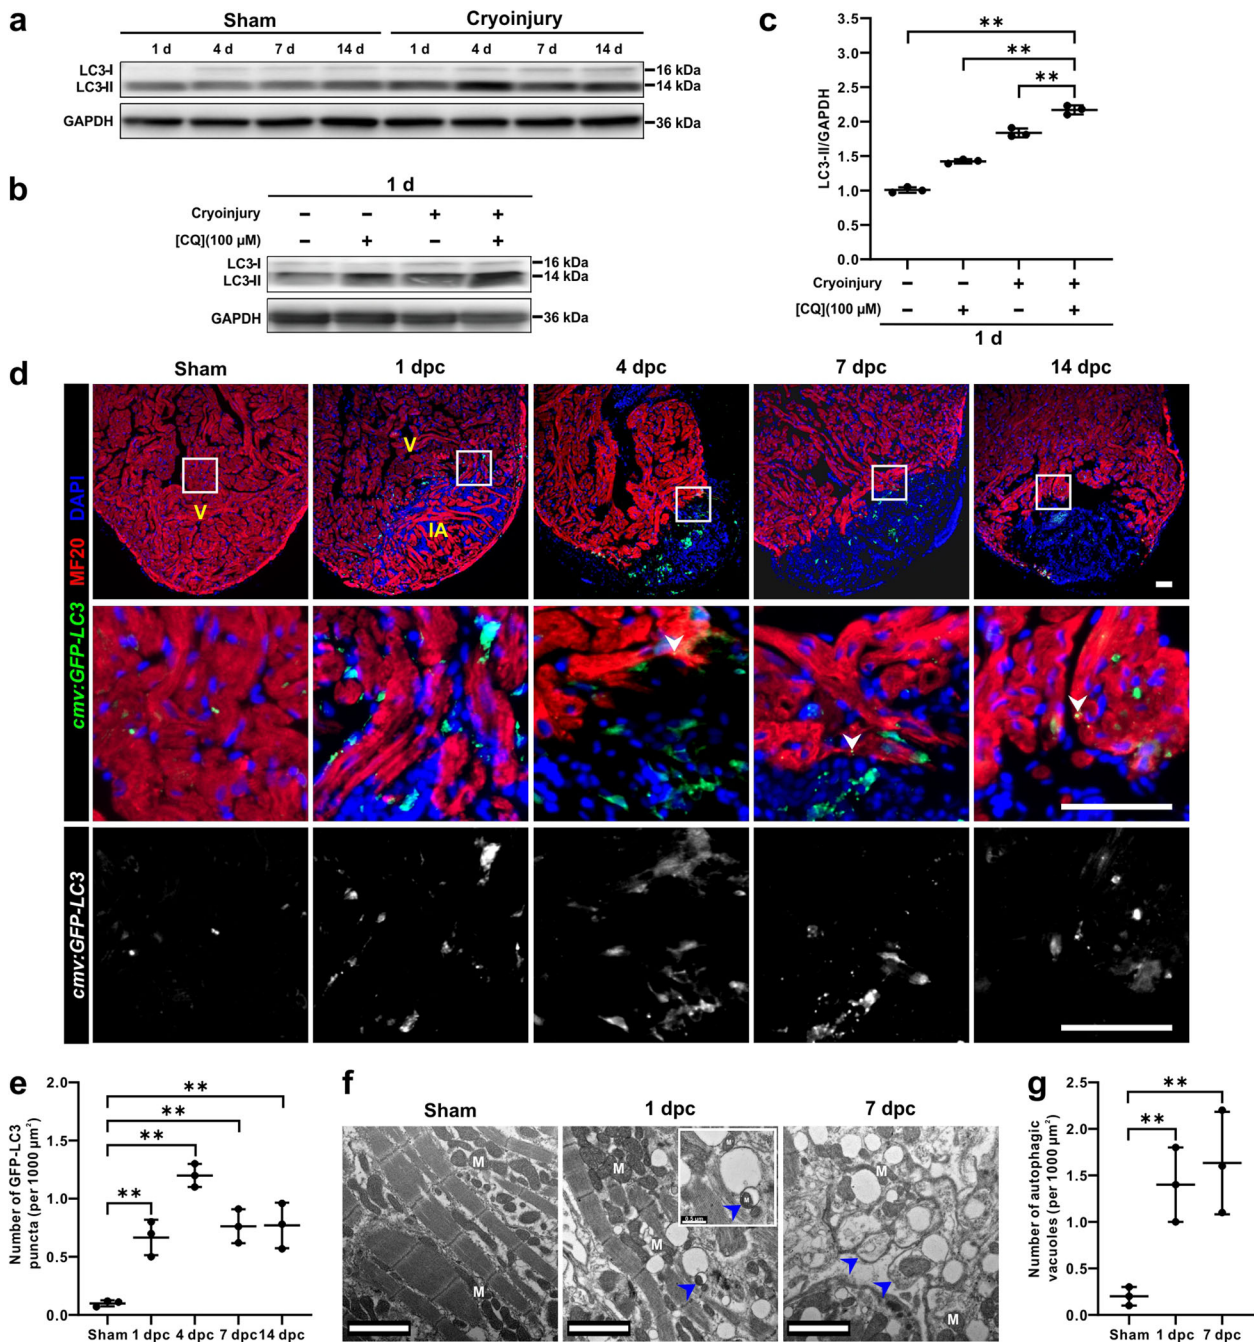 a
Sham Cryoinjury
1 d 4 d 7 d 14 d 1 d 4 d 7 d 14 d
LC3-I 16 kDa
LC3-II 14 kDa
GAPDH 36 kDa
b
1 d
Cryoinjury − − + +
[CQ](100 µM) − + − +
LC3-I 16 kDa
LC3-II 14 kDa
GAPDH 36 kDa
c
LC3-II/GAPDH
3.5
3.0
2.5
2.0
1.5
1.0
0.5
0.0
**
**
**
Cryoinjury − − + +
[CQ](100 µM) − + − +
1 d
d
Sham 1 dpc 4 dpc 7 dpc 14 dpc
cmv:GFP-LC3 MF20 DAPI
V
V
IA
cmv:GFP-LC3
e
Number of GFP-LC3
puncta (per 1000 µm²)
2.0
1.5
1.0
0.5
0.0
**
**
**
**
Sham 1 dpc 4 dpc 7 dpc 14 dpc
f
Sham 1 dpc 7 dpc
M
M
M
M
M
M
0.5 µm
M
M
g
Number of autophagic
vacuoles (per 1000 µm²)
2.5
2.0
1.5
1.0
0.5
0.0
**
**
Sham 1 dpc 7 dpc